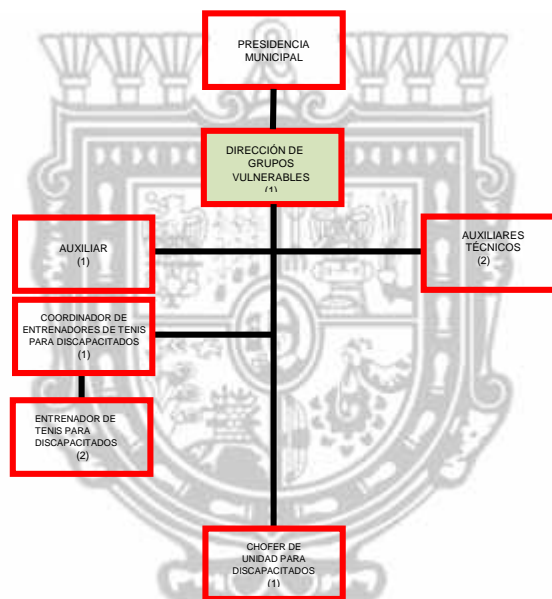 PRESIDENCIA
MUNICIPAL
DIRECCIÓN DE
GRUPOS
VULNERABLES
(1)
AUXILIAR
(1)
AUXILIARES
TÉCNICOS
(2)
COORDINADOR DE
ENTRENADORES DE TENIS
PARA DISCAPACITADOS
(1)
ENTRENADOR DE
TENIS PARA
DISCAPACITADOS
(2)
CHOFER DE
UNIDAD PARA
DISCAPACITADOS
(1)